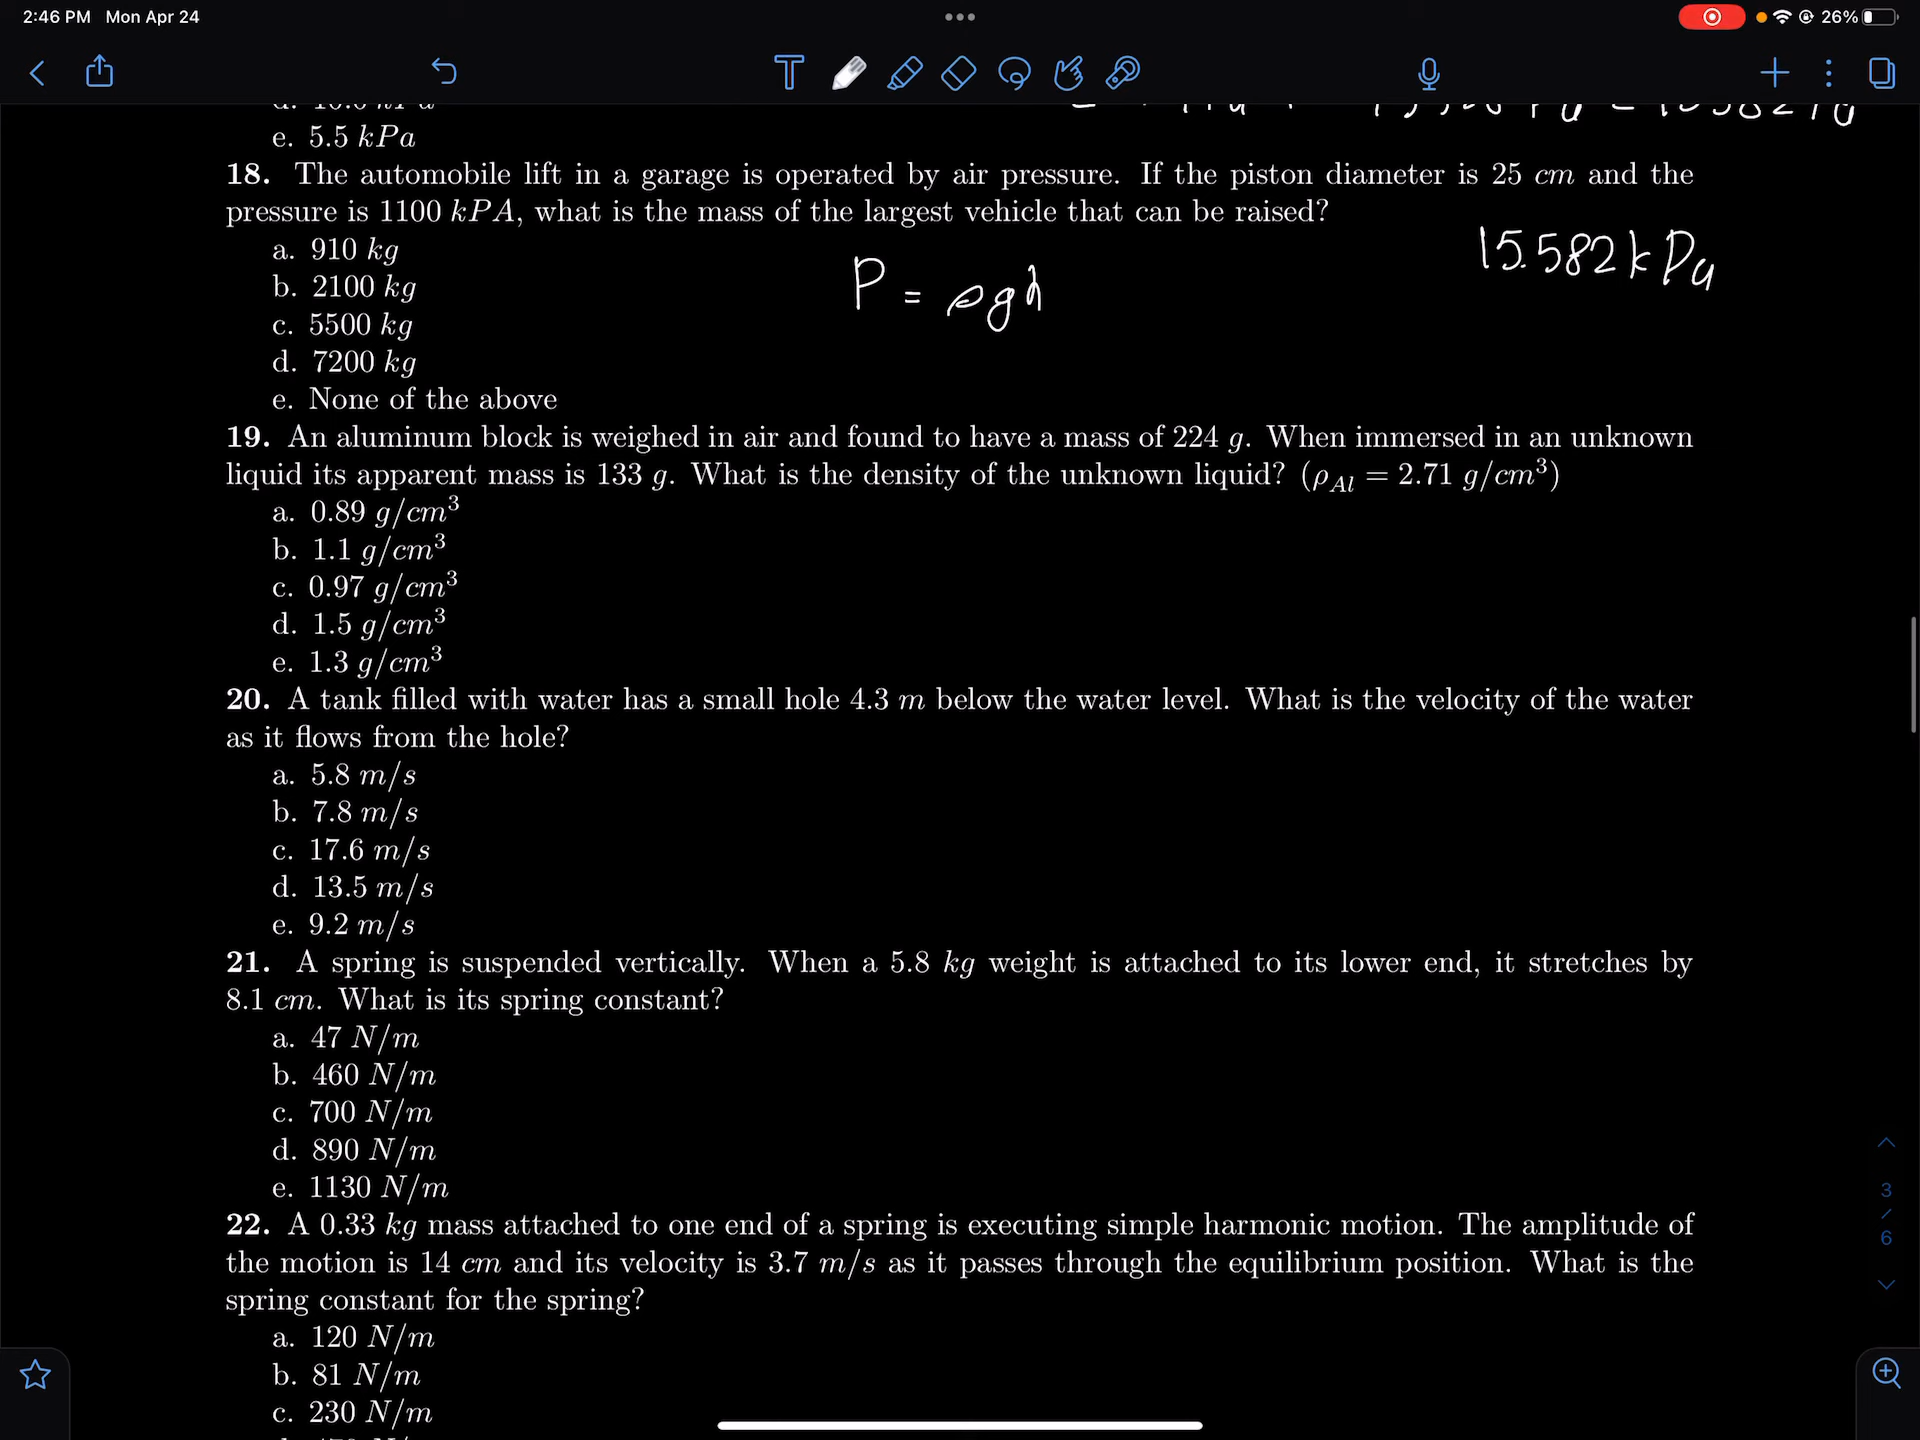 2:46 PM Mon Apr 24
26%
e. 5.5 kPa
18. The automobile lift in a garage is operated by air pressure. If the piston diameter is 25 cm and the
pressure is 1100 kPA, what is the mass of the largest vehicle that can be raised?
15.582 kPa
a. 910 kg
P = ρgh
b. 2100 kg
c. 5500 kg
d. 7200 kg
e. None of the above
19. An aluminum block is weighed in air and found to have a mass of 224 g. When immersed in an unknown
liquid its apparent mass is 133 g. What is the density of the unknown liquid? (ρAl = 2.71 g/cm³)
a. 0.89 g/cm³
b. 1.1 g/cm³
c. 0.97 g/cm³
d. 1.5 g/cm³
e. 1.3 g/cm³
20. A tank filled with water has a small hole 4.3 m below the water level. What is the velocity of the water
as it flows from the hole?
a. 5.8 m/s
b. 7.8 m/s
c. 17.6 m/s
d. 13.5 m/s
e. 9.2 m/s
21. A spring is suspended vertically. When a 5.8 kg weight is attached to its lower end, it stretches by
8.1 cm. What is its spring constant?
a. 47 N/m
b. 460 N/m
c. 700 N/m
d. 890 N/m
e. 1130 N/m
3
/
6
22. A 0.33 kg mass attached to one end of a spring is executing simple harmonic motion. The amplitude of
the motion is 14 cm and its velocity is 3.7 m/s as it passes through the equilibrium position. What is the
spring constant for the spring?
a. 120 N/m
b. 81 N/m
c. 230 N/m